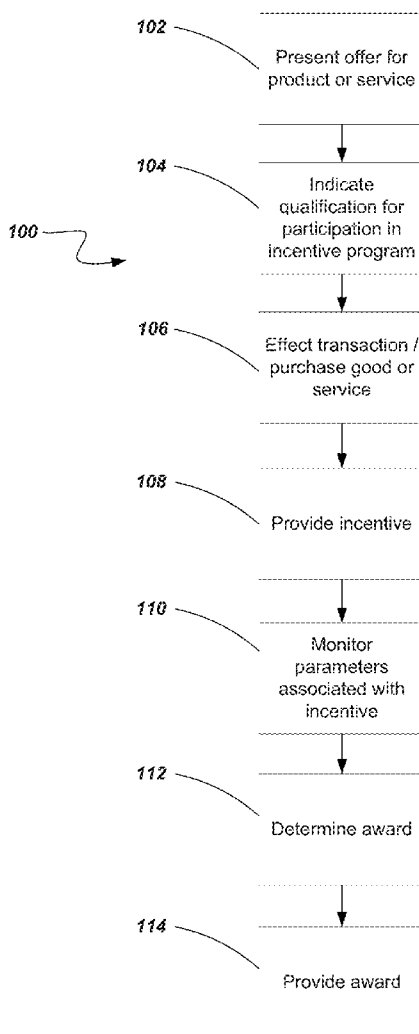 102
Present offer for
product or service
104
Indicate
qualification for
participation in
incentive program
100
106
Effect transaction /
purchase good or
service
108
Provide incentive
110
Monitor
parameters
associated with
incentive
112
Determine award
114
Provide award